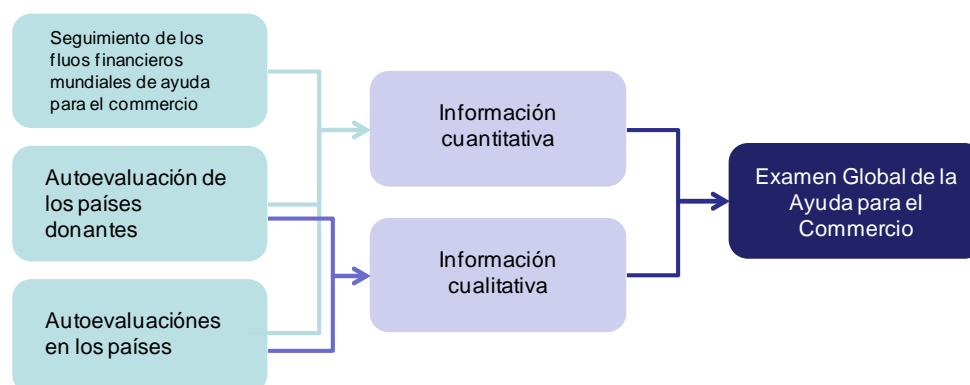 Seguimiento de los
fluos financieros
mundiales de ayuda
para el commercio
Autoevaluación de
los países
donantes
Autoevaluaciónes
en los países
Información
cuantitativa
Información
cualitativa
Examen Global de la
Ayuda para el
Commercio